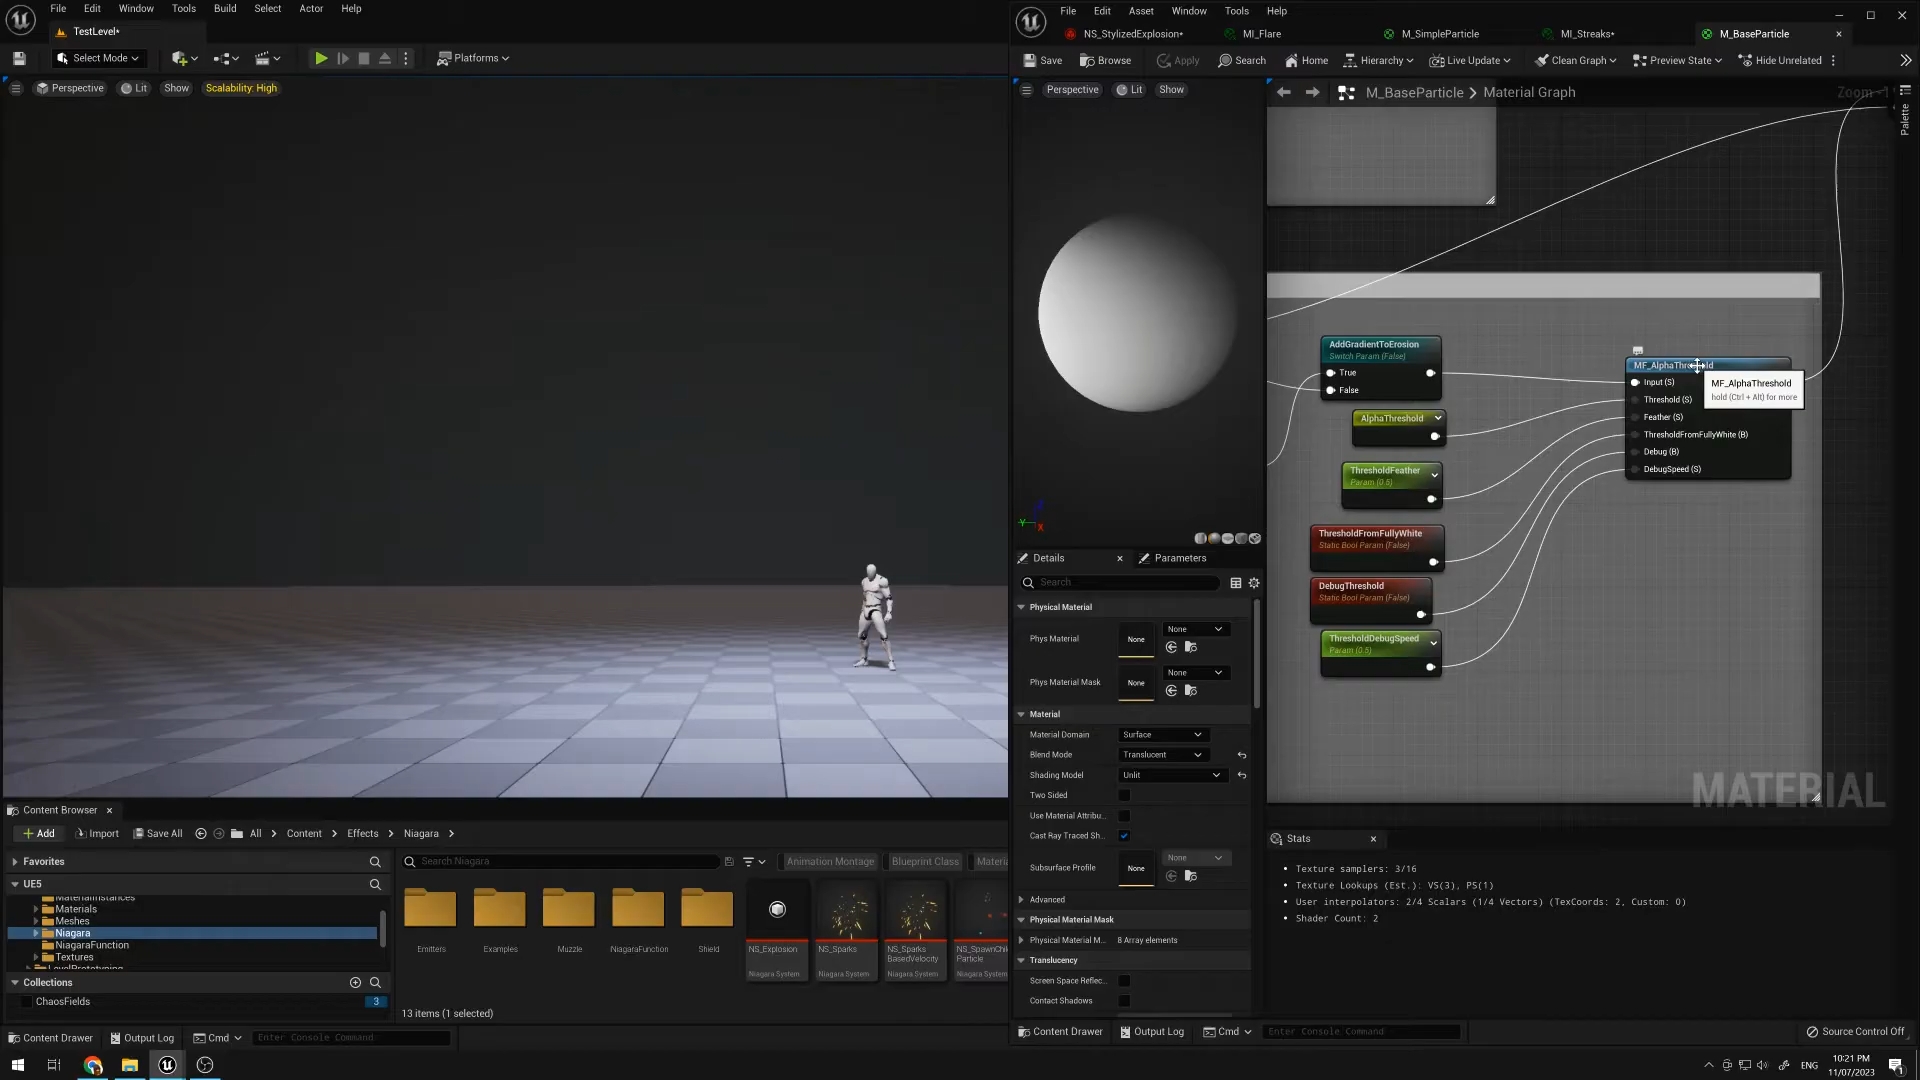 File Edit Window Tools Build Select Actor Help
TestLevel*
Select Mode
Platforms
Perspective Lit Show Scalability: High
File Edit Asset Window Tools Help
NS_StylizedExplosion* MI_Flare M_SimpleParticle MI_Streaks* M_BaseParticle
Save Browse Apply Search Home Hierarchy Live Update Clean Graph Preview State Hide Unrelated
Perspective Lit Show
M_BaseParticle > Material Graph
Palette
AddGradientToErosion
Switch Param (False)
True
False
AlphaThreshold
ThresholdFeather
Param (0.5)
ThresholdFromFullyWhite
Static Bool Param (False)
DebugThreshold
Static Bool Param (False)
ThresholdDebugSpeed
Param (0.5)
Input (S)
Threshold (S)
Feather (S)
ThresholdFromFullyWhite (B)
Debug (B)
DebugSpeed (S)
MF_AlphaThreshold
hold (Ctrl + Alt) for more
MATERIAL
Details Parameters
Search
Physical Material
Phys Material None None
Phys Material Mask None None
Material
Material Domain Surface
Blend Mode Translucent
Shading Model Unlit
Two Sided
Use Material Attribu...
Cast Ray Traced Sh...
Subsurface Profile None None
Advanced
Physical Material Mask
Physical Material M... 8 Array elements
Translucency
Screen Space Reflec...
Contact Shadows
Stats
Texture samplers: 3/16
Texture Lookups (Est.): VS(3), PS(1)
User interpolators: 2/4 Scalars (1/4 Vectors) (TexCoords: 2, Custom: 0)
Shader Count: 2
Content Drawer Output Log Cmd Enter Console Command Source Control Off
Content Browser
Add Import Save All All > Content > Effects > Niagara >
Favorites
UE5
Materials
Meshes
Niagara
NiagaraFunction
Textures
Collections
ChaosFields 3
Search Niagara Animation Montage Blueprint Class Materi
Emitters Examples Muzzle NiagaraFunction Shield
NS_Explosion
Niagara System
NS_Sparks
Niagara System
NS_Sparks
BasedVelocity
Niagara System
NS_SpawnChi
Particle
Niagara System
13 items (1 selected)
Content Drawer Output Log Cmd Enter Console Command
ENG
10:21 PM
11/07/2023